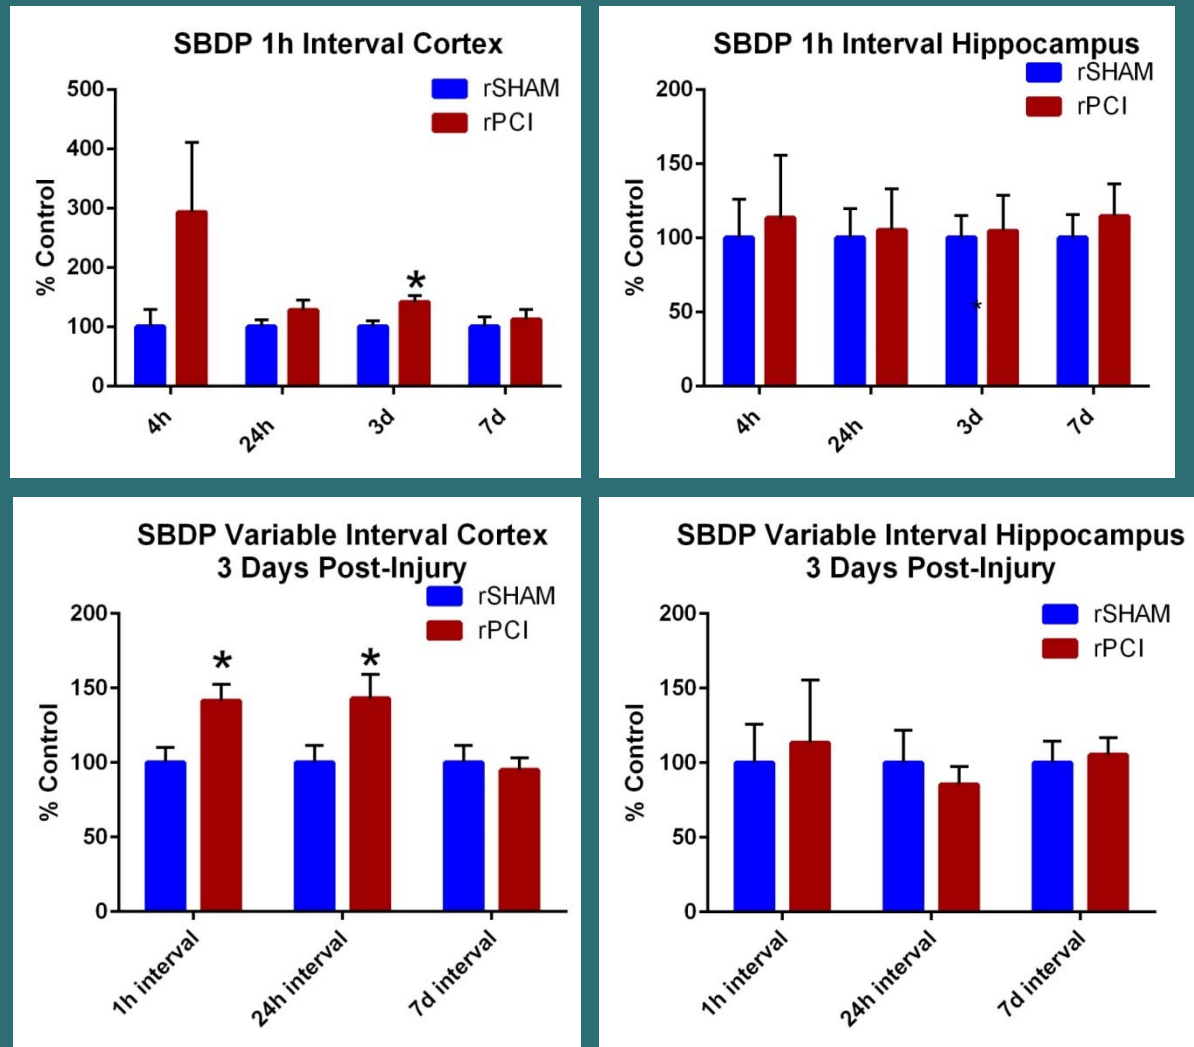 SBDP 1h Interval Cortex
rSHAM
rPCI
% Control
500
400
300
200
100
0
*
4h
24h
3d
7d
SBDP 1h Interval Hippocampus
rSHAM
rPCI
% Control
200
150
100
50
0
*
4h
24h
3d
7d
SBDP Variable Interval Cortex
3 Days Post-Injury
rSHAM
rPCI
% Control
200
150
100
50
0
* *
1h interval
24h interval
7d interval
SBDP Variable Interval Hippocampus
3 Days Post-Injury
rSHAM
rPCI
% Control
200
150
100
50
0
1h interval
24h interval
7d interval